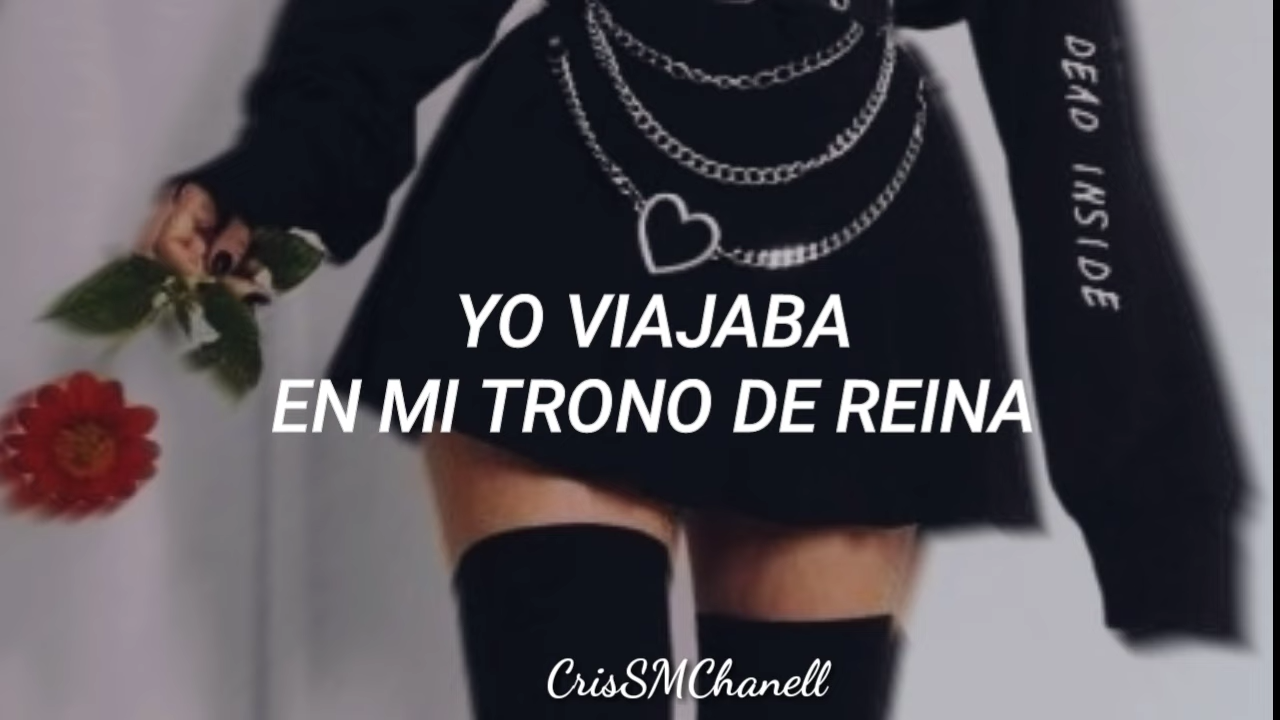 DEAD INSIDE
YO VIAJABA
EN MI TRONO DE REINA
CrisSMChanell